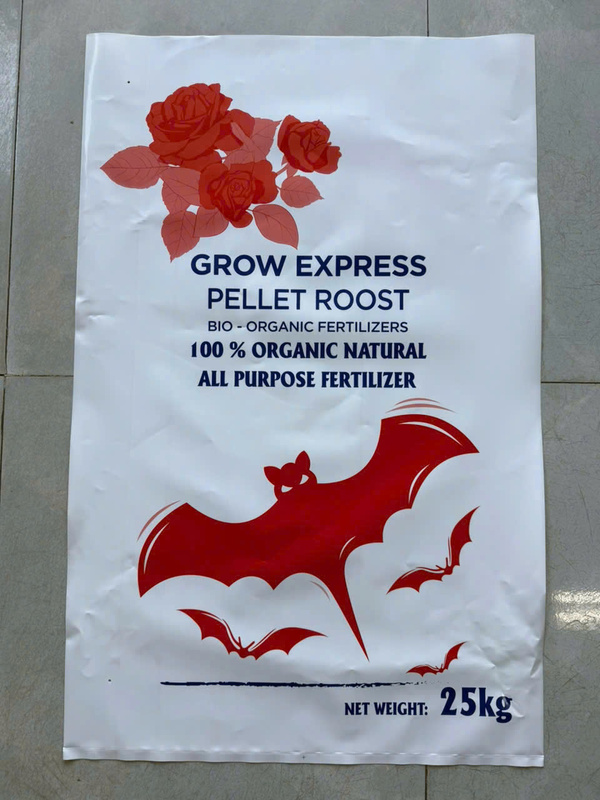 GROW EXPRESS
PELLET ROOST
BIO - ORGANIC FERTILIZERS
100 % ORGANIC NATURAL
ALL PURPOSE FERTILIZER
NET WEIGHT: 25kg